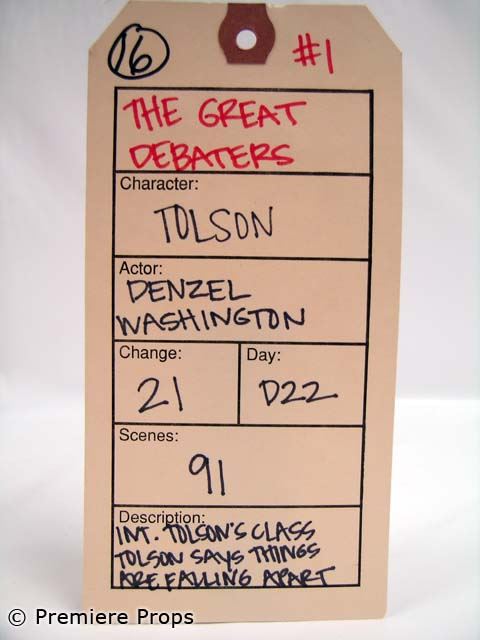 16
#1
THE GREAT
DEBATERS
Character:
TOLSON
Actor:
DENZEL
WASHINGTON
Change: Day:
21 D22
Scenes:
91
Description:
INT. TOLSON'S CLASS
TOLSON SAYS THINGS
ARE FALLING APART
© Premiere Props